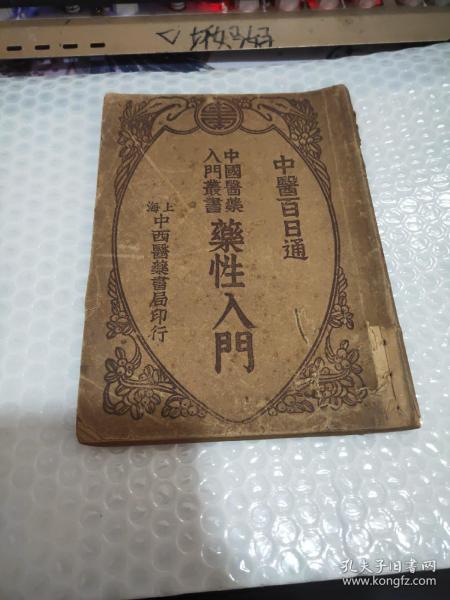 中醫百日通
中國醫藥
入門叢書
藥性入門
上海
中西醫藥書局印行
孔夫子旧书网
www.kongfz.com